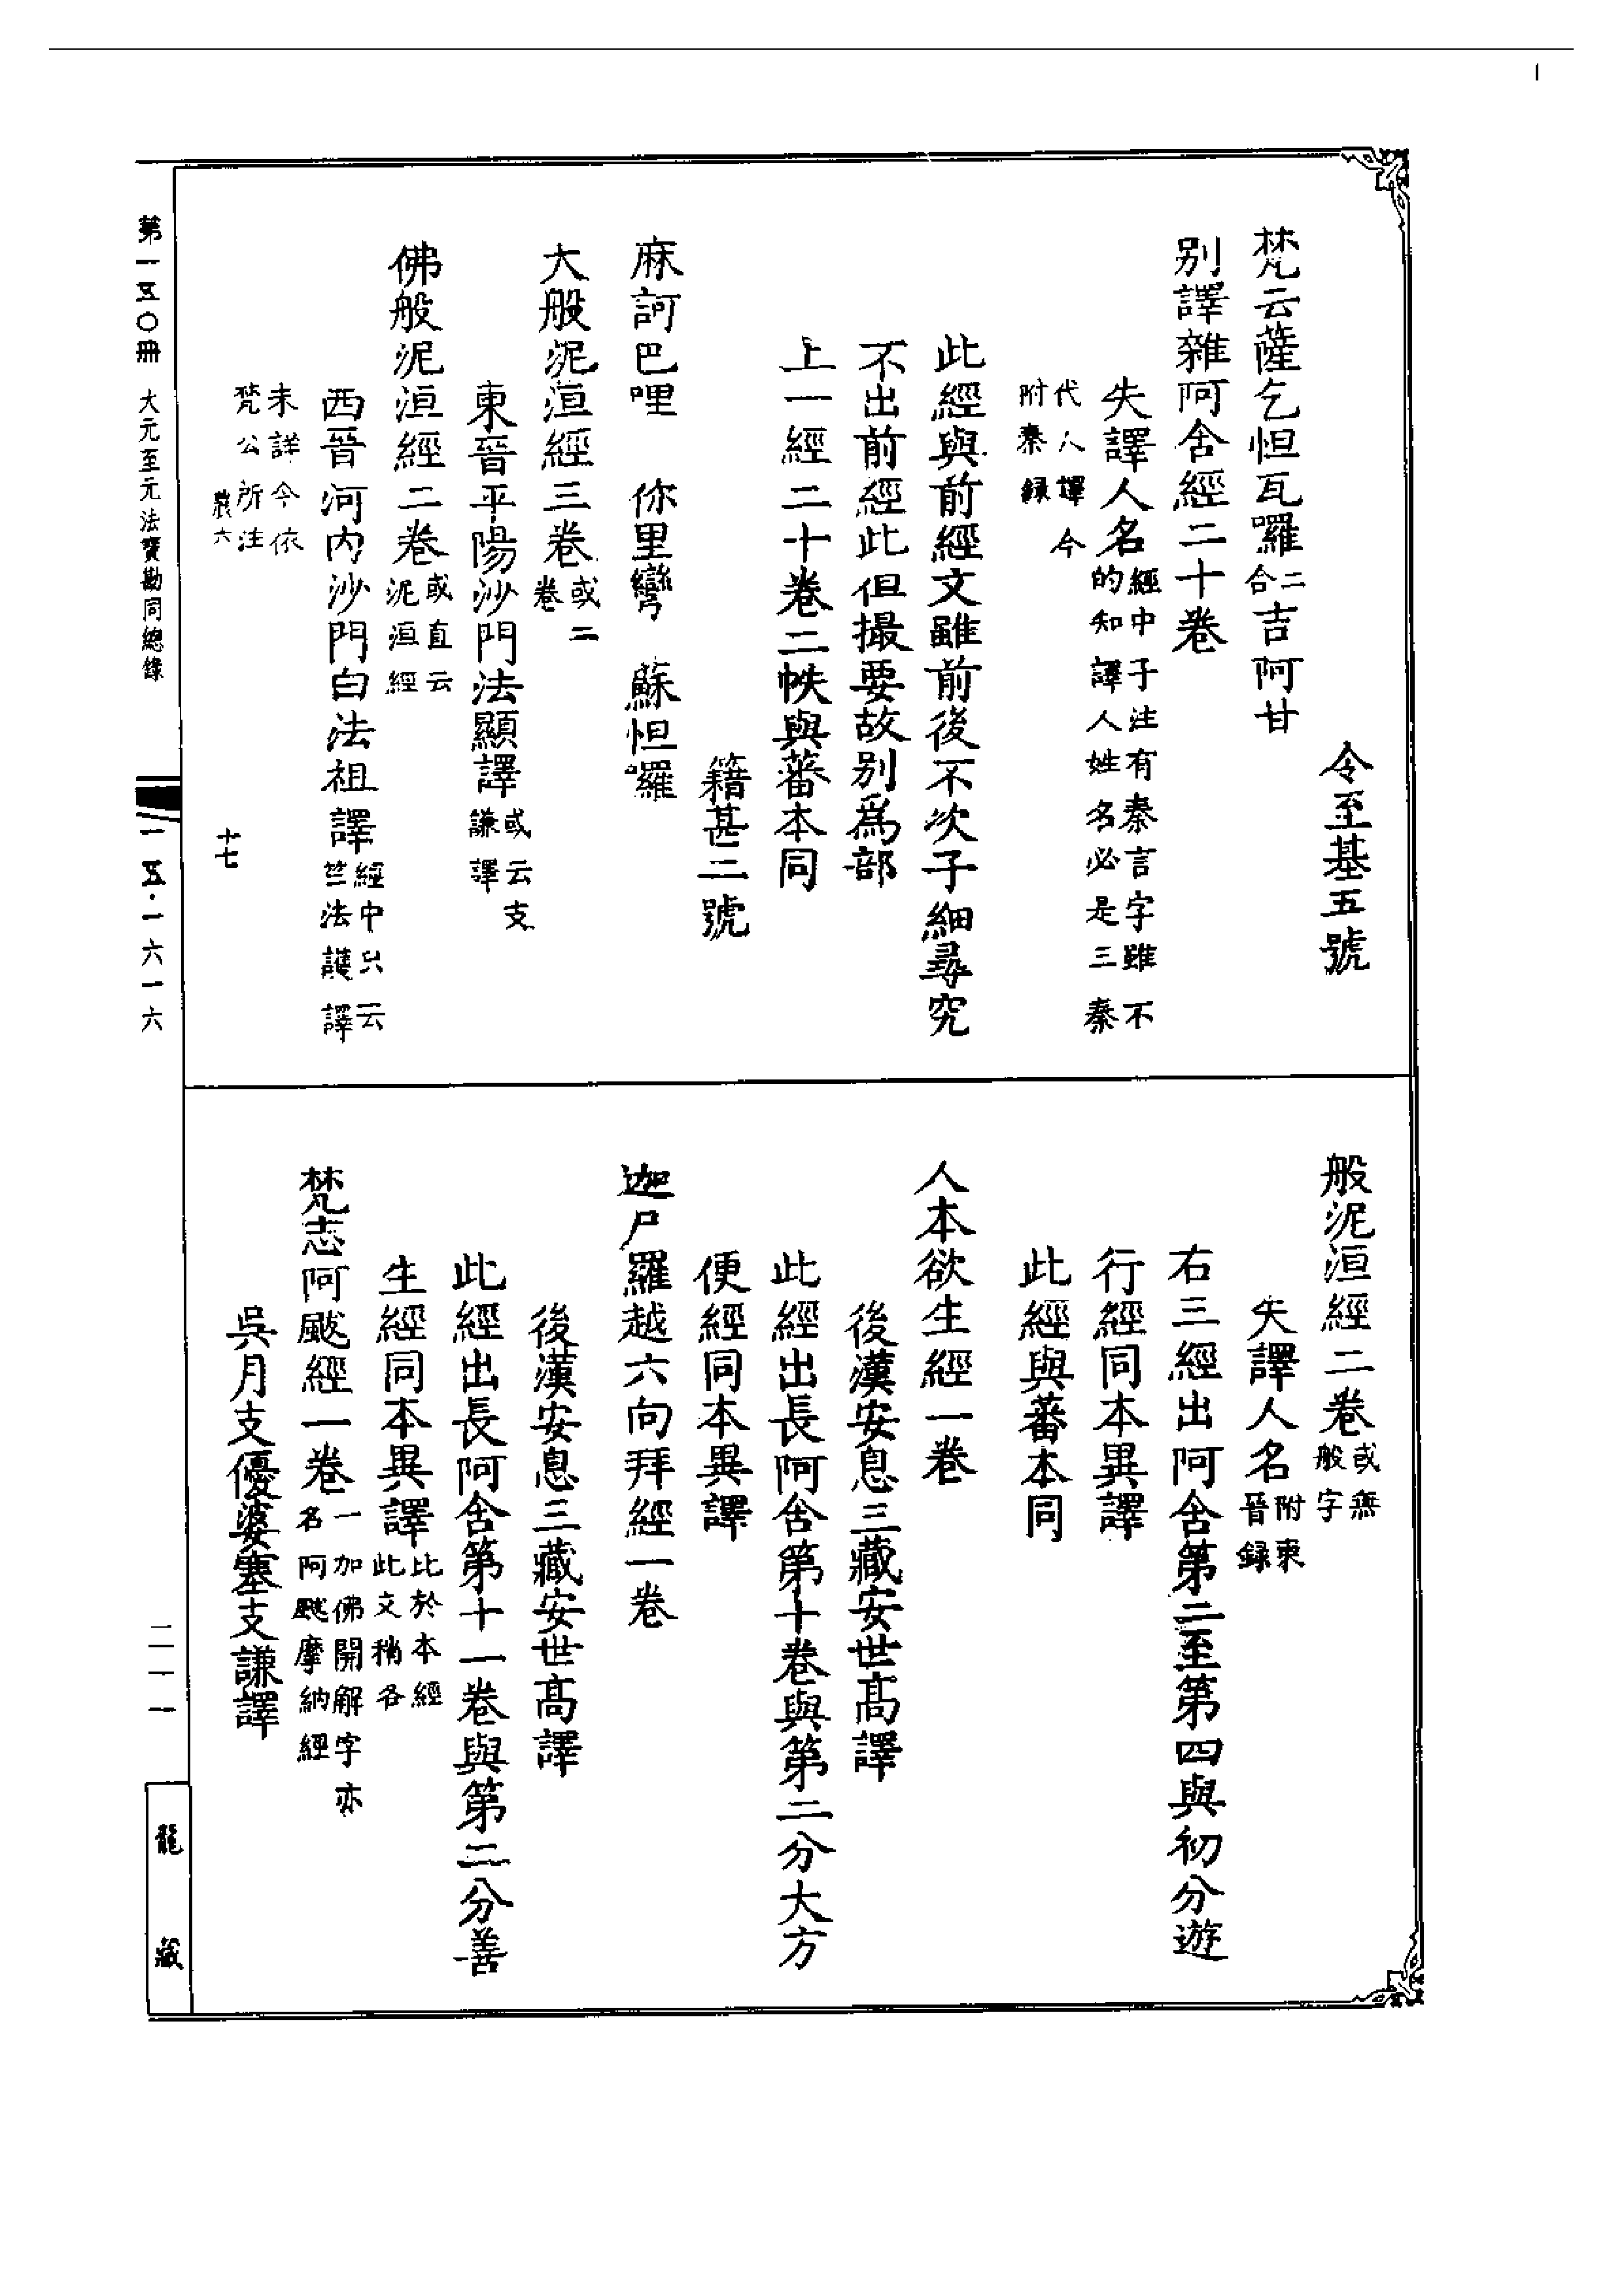 令至基五號
梵云薩乞怛瓦囉二合吉阿甘
别譯雜阿含經二十卷
失譯人名經中子注有秦言字雖不的知譯人姓名必是三秦
代人譯今附秦録
此經與前經文雖前後不次子細尋究
不出前經此但撮要故别爲部
上一經二十卷二帙與蕃本同
籍甚二號
麻訶巴哩 你里彎 蘇怛囉
大般泥洹經三卷或二卷
東晉平陽沙門法顯譯或云支謙譯
佛般泥洹經二卷或直云泥洹經
西晉河内沙門白法祖譯經中只云竺法護譯
未詳今依梵公所注
農六
十七
般泥洹經二卷或無般字
失譯人名附東晉録
右三經出阿含第二至第四與初分遊
行經同本異譯
此經與蕃本同
人本欲生經一卷
後漢安息三藏安世高譯
此經出長阿含第十卷與第二分大方
便經同本異譯
迦尸羅越六向拜經一卷
後漢安息三藏安世高譯
此經出長阿含第十一卷與第二分善
生經同本異譯比於本經此文稍各
梵志阿颰經一卷一加佛開解字亦名阿颰摩納經
吳月支優婆塞支謙譯
第一五〇冊 大元至元法寶勘同總錄
一五·一六一六
二一一
龍藏
1